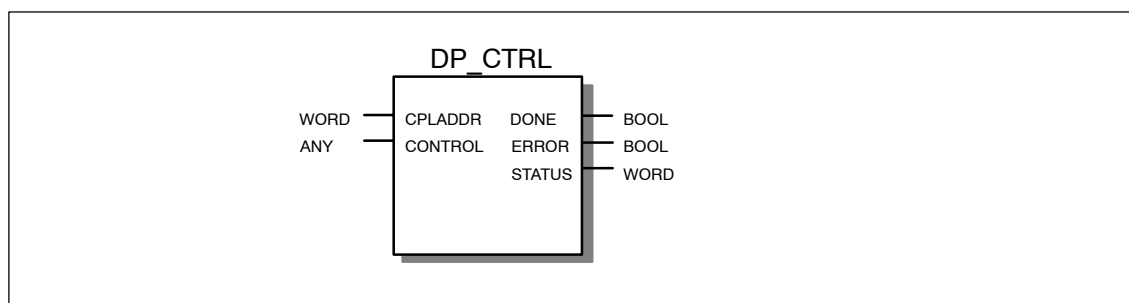 DP_CTRL
WORD CPLADDR DONE BOOL
ANY CONTROL ERROR BOOL
STATUS WORD